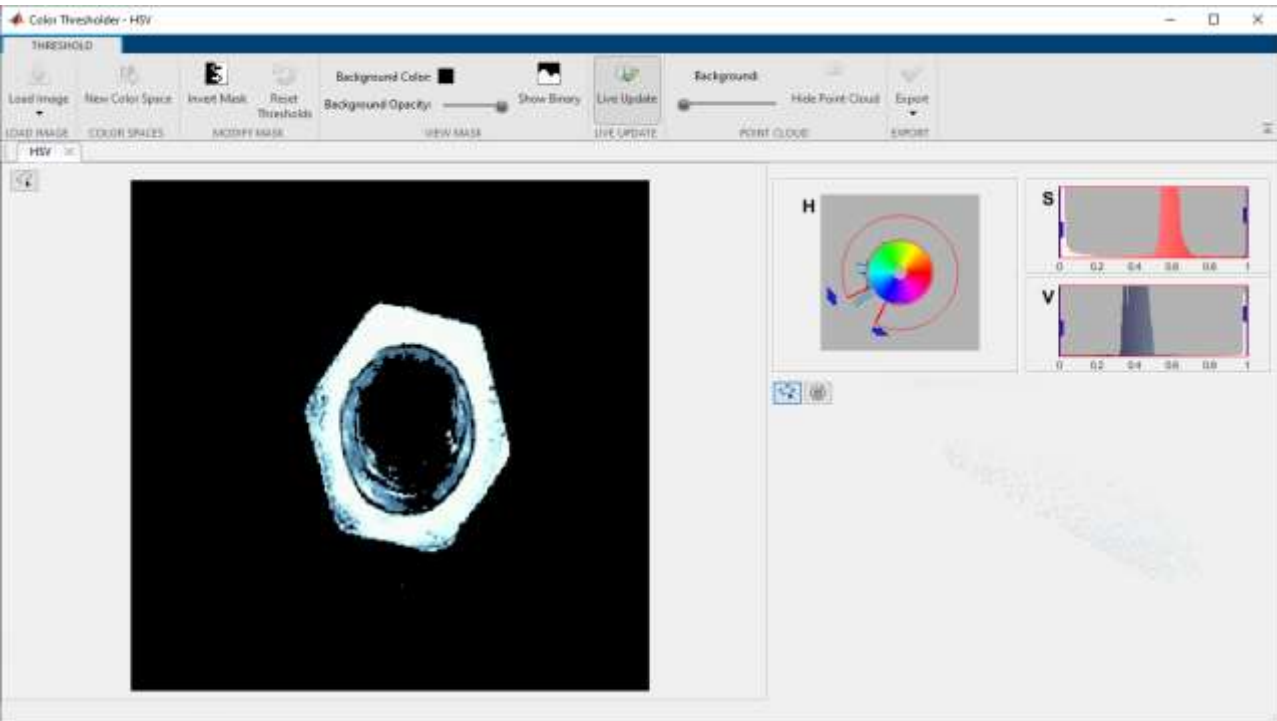 Color Thresholder - HSV
THRESHOLD
Load Image
New Color Space
Invert Mask
Reset
Thresholds
Background Color:
Background Opacity:
Show Binary
Live Update
Background:
Hide Point Cloud
Export
LOAD IMAGE
COLOR SPACES
MODIFY MASK
VIEW MASK
LIVE UPDATE
POINT CLOUD
EXPORT
HSV
H
S
0 0.2 0.4 0.6 0.8 1
V
0 0.2 0.4 0.6 0.8 1